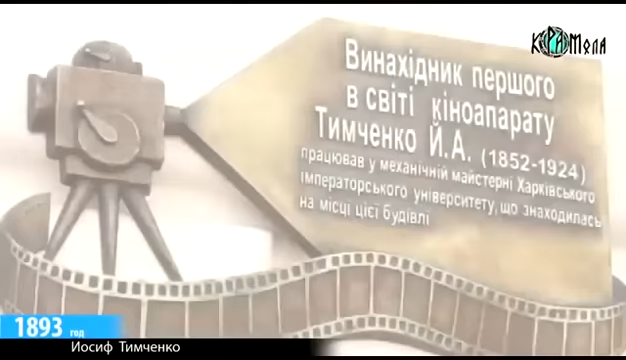 КРАМОЛА
Винахідник першого
в світі кіноапарату
Тимченко Й.А. (1852-1924)
працював у механічній майстерні Харківського
імператорського університету, що знаходилась
на місці цієї будівлі
1893 год
Иосиф Тимченко